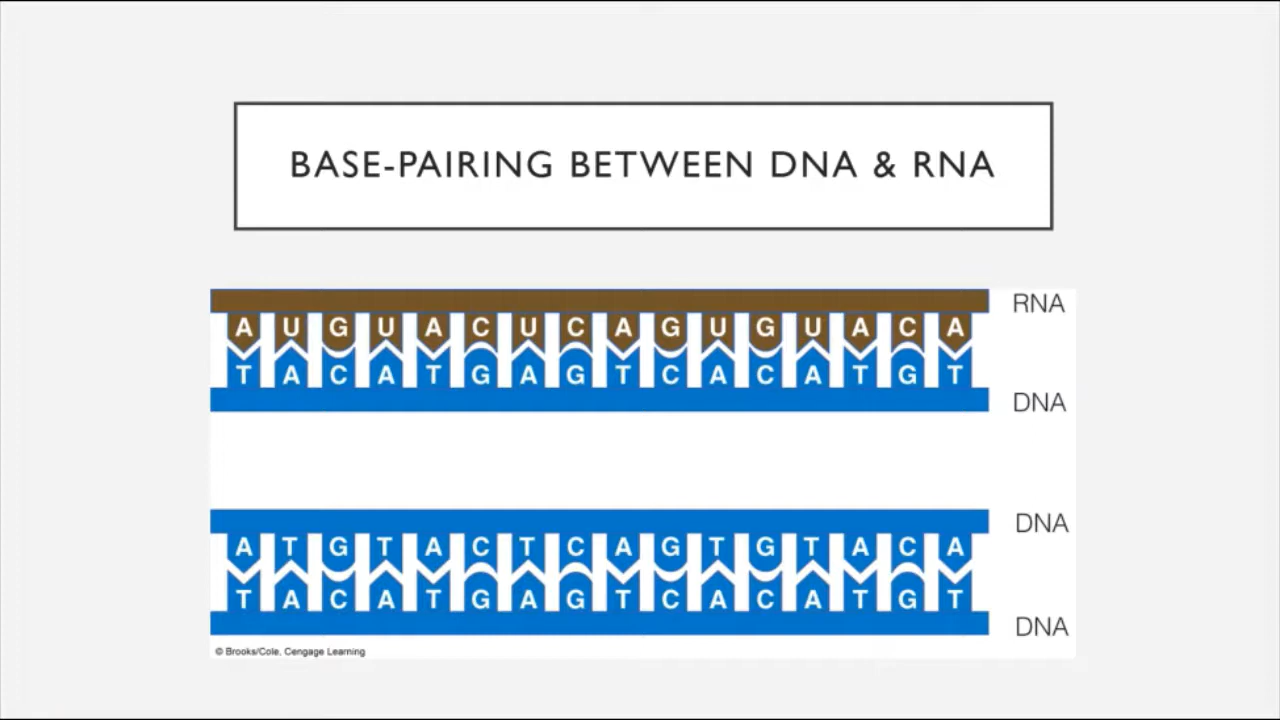 BASE-PAIRING BETWEEN DNA & RNA
RNA
A U G U A C U C A G U G U A C A
T A C A T G A G T C A C A T G T
DNA
DNA
A T G T A C T C A G T G T A C A
T A C A T G A G T C A C A T G T
DNA
© Brooks/Cole, Cengage Learning